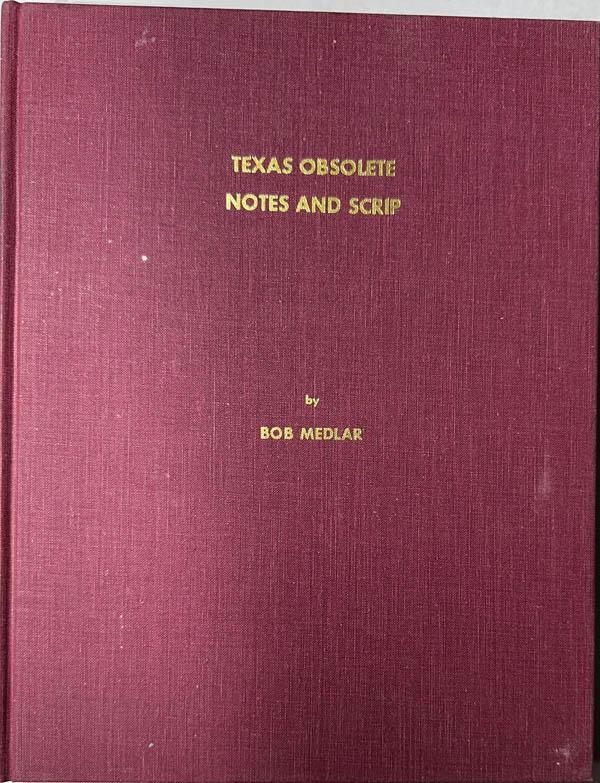 TEXAS OBSOLETE
NOTES AND SCRIP
by
BOB MEDLAR